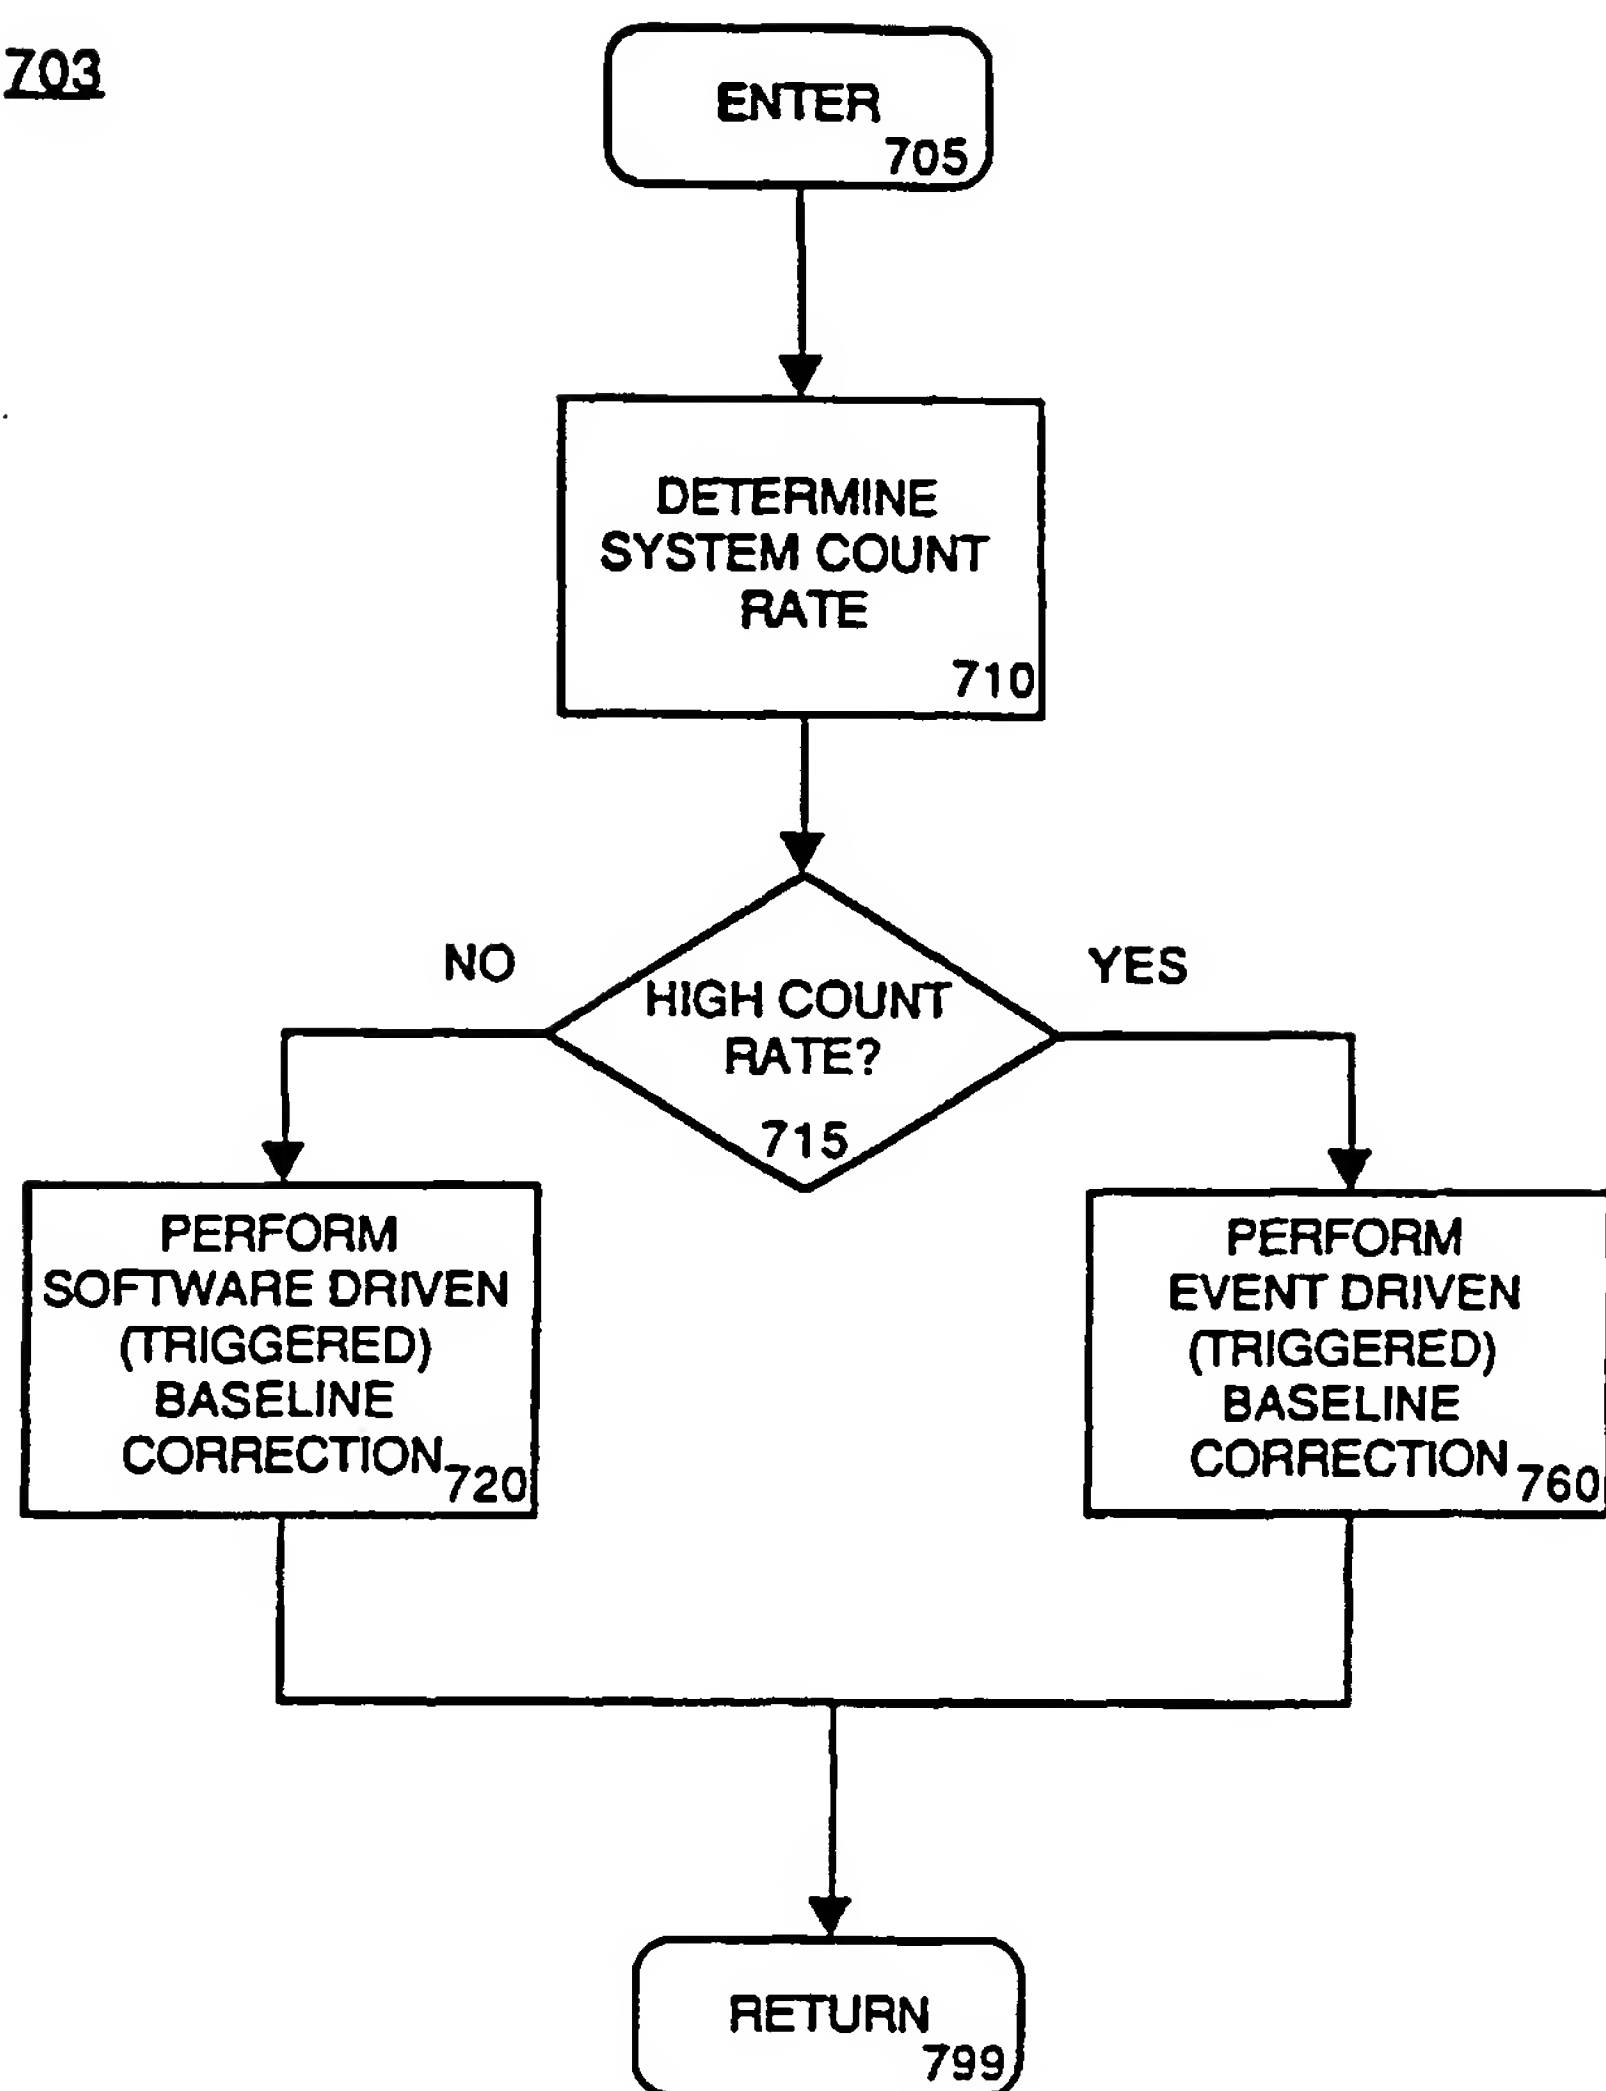 703
ENTER
705
DETERMINE
SYSTEM COUNT
RATE
710
NO
YES
HIGH COUNT
RATE?
715
PERFORM
SOFTWARE DRIVEN
(TRIGGERED)
BASELINE
CORRECTION
720
PERFORM
EVENT DRIVEN
(TRIGGERED)
BASELINE
CORRECTION
760
RETURN
799